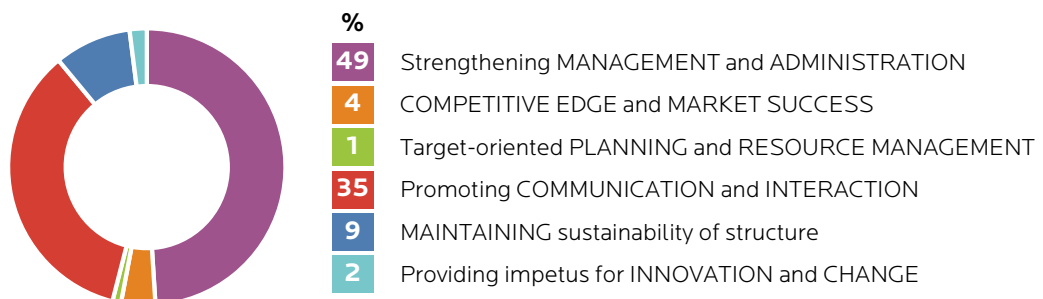 %
49 Strengthening MANAGEMENT and ADMINISTRATION
4 COMPETITIVE EDGE and MARKET SUCCESS
1 Target-oriented PLANNING and RESOURCE MANAGEMENT
35 Promoting COMMUNICATION and INTERACTION
9 MAINTAINING sustainability of structure
2 Providing impetus for INNOVATION and CHANGE